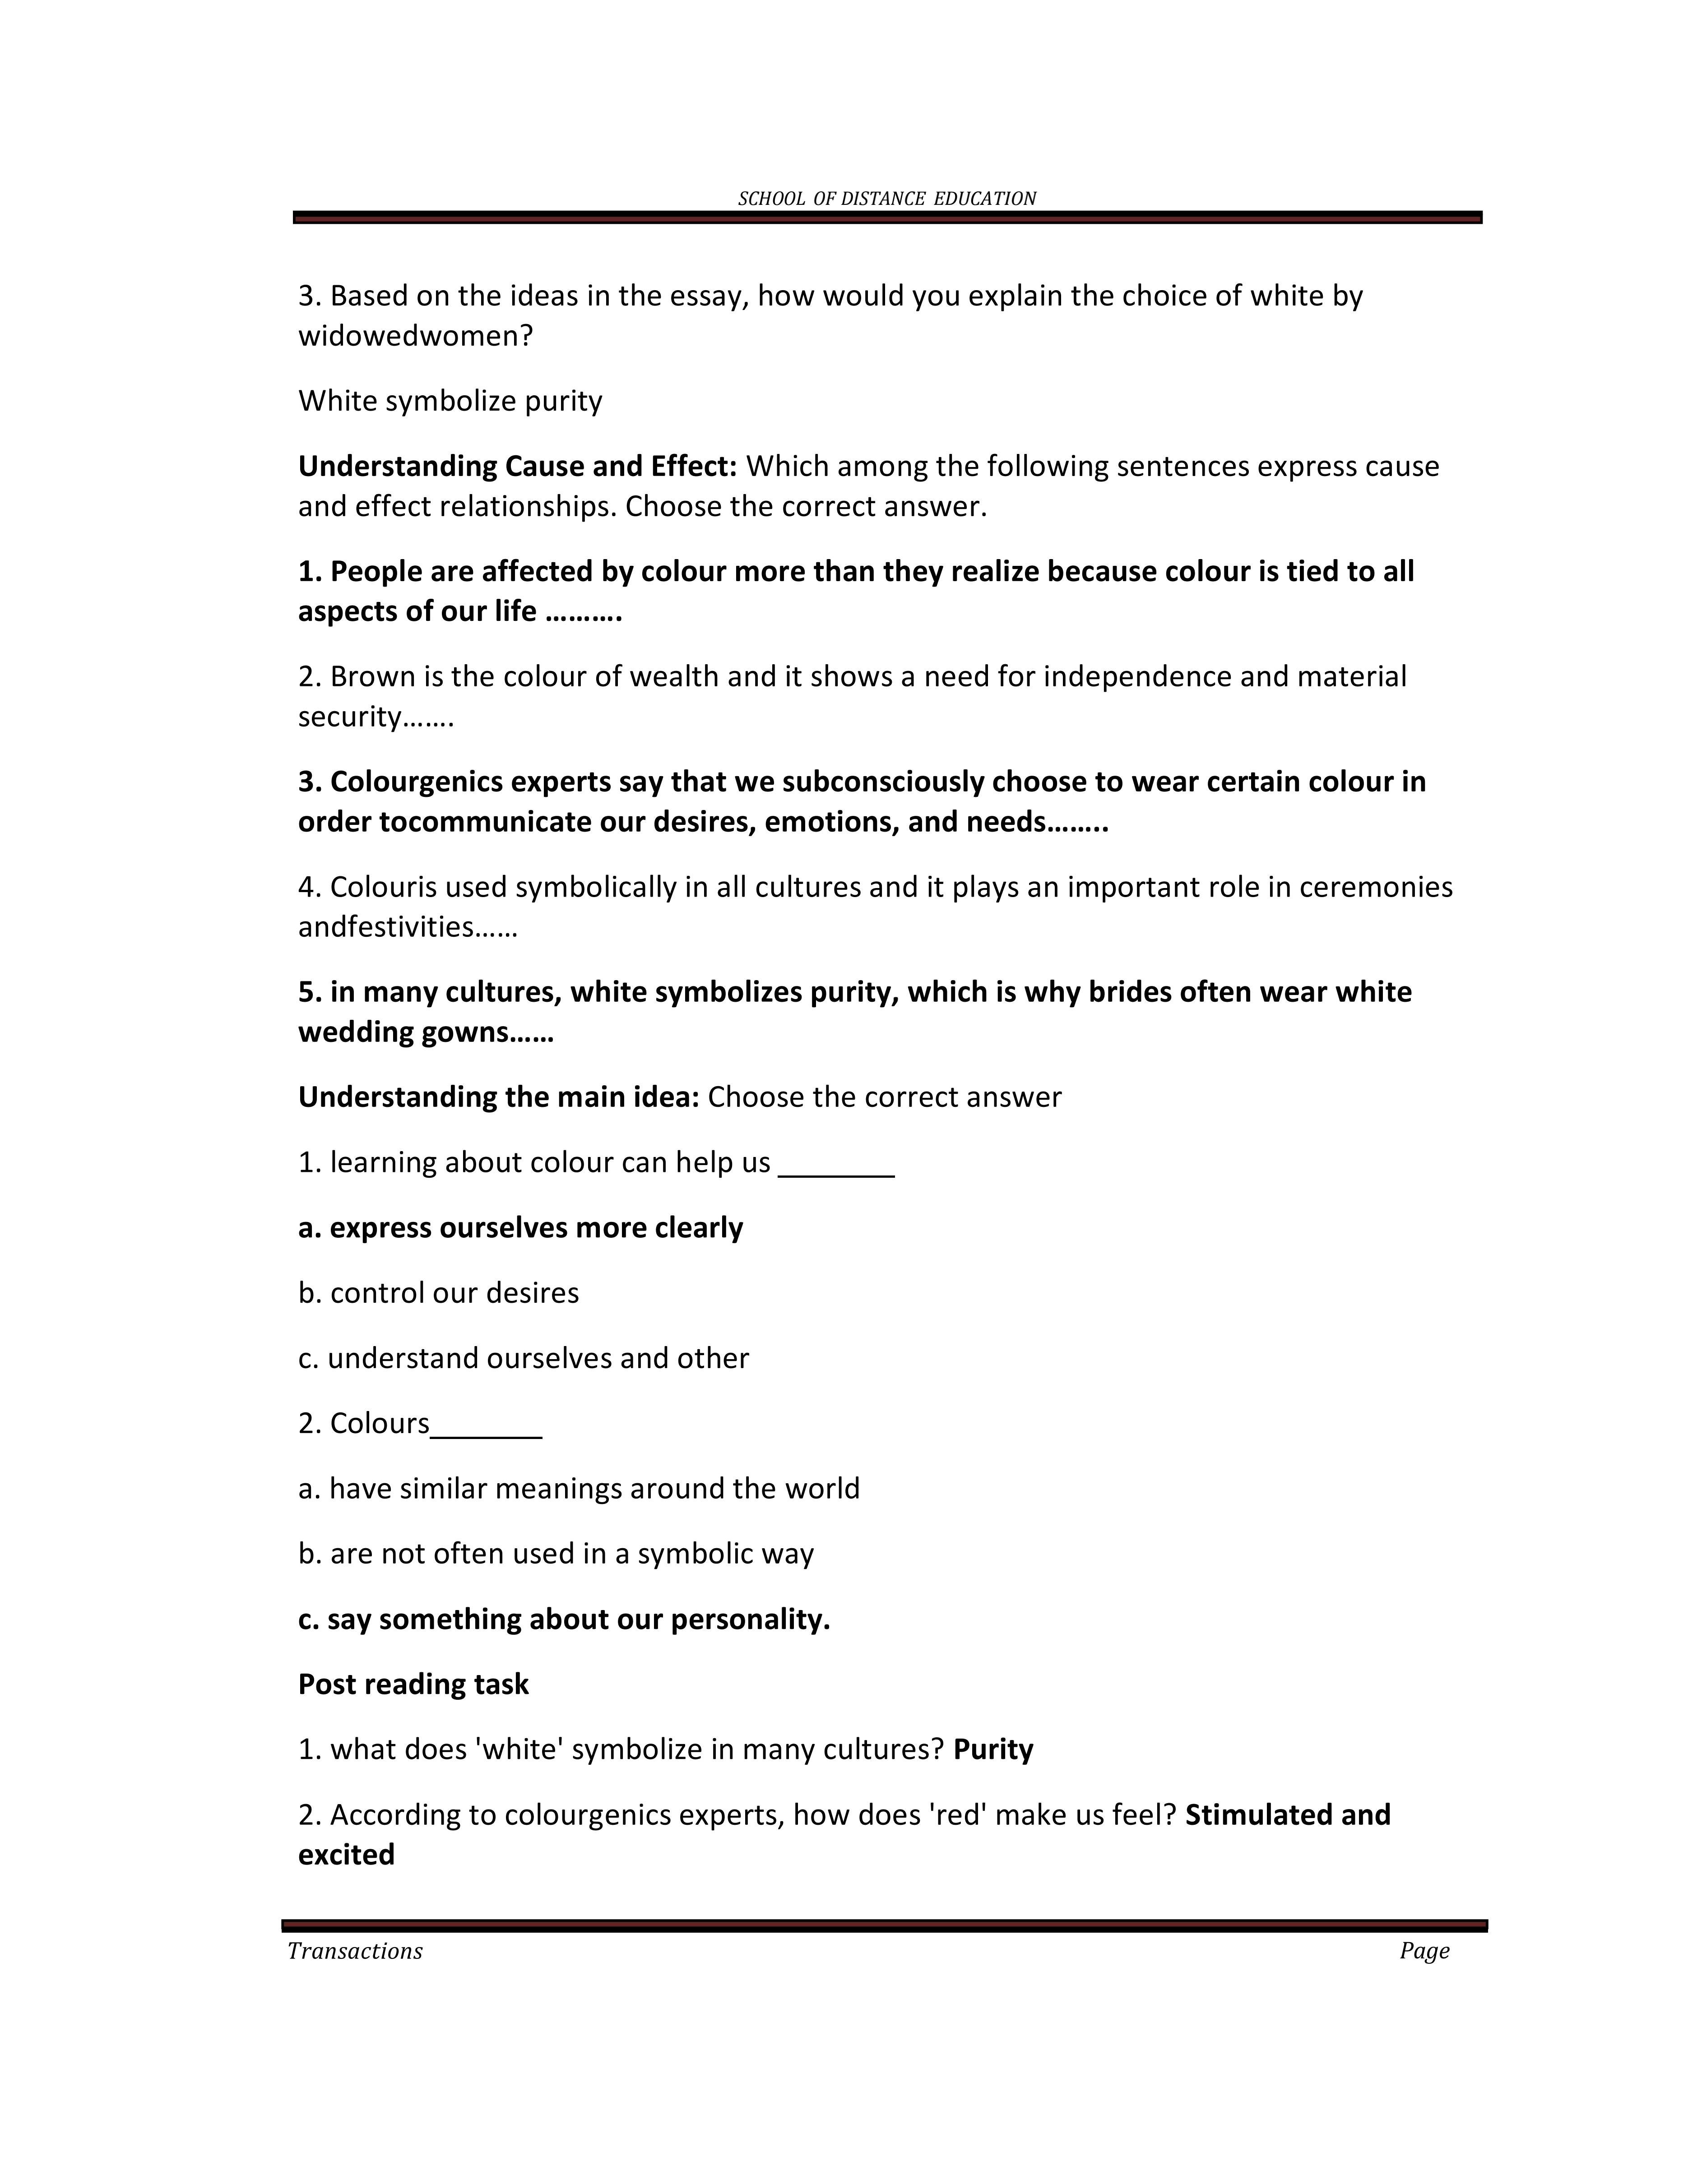 SCHOOL OF DISTANCE EDUCATION
3. Based on the ideas in the essay, how would you explain the choice of white by
widowedwomen?
White symbolize purity
Understanding Cause and Effect: Which among the following sentences express cause
and effect relationships. Choose the correct answer.
1. People are affected by colour more than they realize because colour is tied to all
aspects of our life ……….
2. Brown is the colour of wealth and it shows a need for independence and material
security…….
3. Colourgenics experts say that we subconsciously choose to wear certain colour in
order tocommunicate our desires, emotions, and needs……..
4. Colouris used symbolically in all cultures and it plays an important role in ceremonies
andfestivities……
5. in many cultures, white symbolizes purity, which is why brides often wear white
wedding gowns……
Understanding the main idea: Choose the correct answer
1. learning about colour can help us _______
a. express ourselves more clearly
b. control our desires
c. understand ourselves and other
2. Colours_______
a. have similar meanings around the world
b. are not often used in a symbolic way
c. say something about our personality.
Post reading task
1. what does 'white' symbolize in many cultures? Purity
2. According to colourgenics experts, how does 'red' make us feel? Stimulated and
excited
Transactions Page